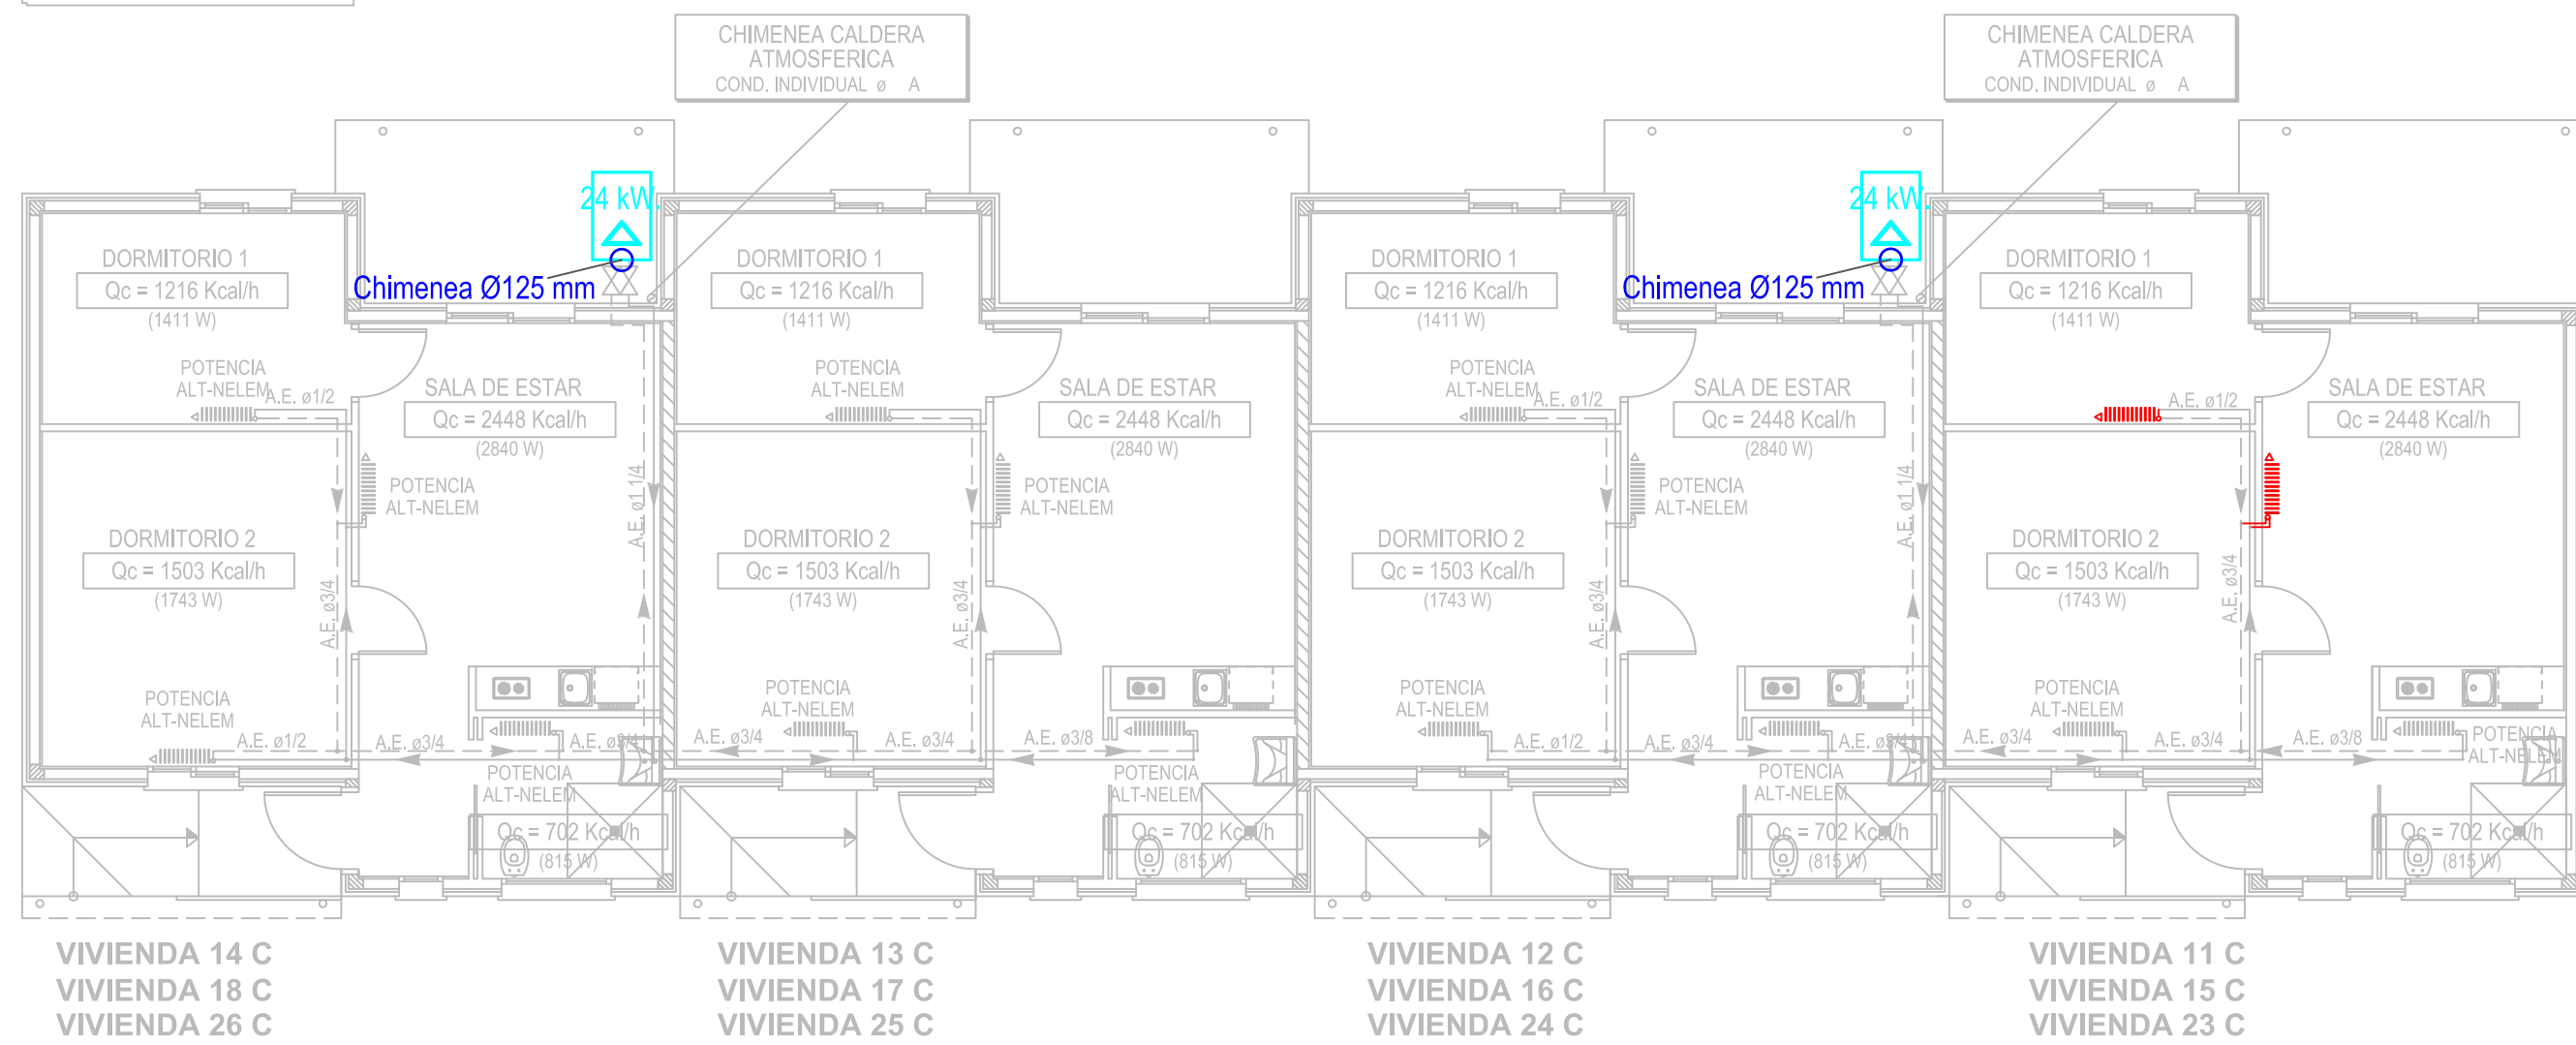 CHIMENEA CALDERA
ATMOSFERICA
COND. INDIVIDUAL ø A
CHIMENEA CALDERA
ATMOSFERICA
COND. INDIVIDUAL ø A
24 kW.
Chimenea Ø125 mm
24 kW.
Chimenea Ø125 mm
DORMITORIO 1
Qc = 1216 Kcal/h
(1411 W)
POTENCIA
ALT-NELEM
A.E. ø1/2
SALA DE ESTAR
Qc = 2448 Kcal/h
(2840 W)
POTENCIA
ALT-NELEM
A.E. ø1 1/4
DORMITORIO 2
Qc = 1503 Kcal/h
(1743 W)
A.E. ø3/4
POTENCIA
ALT-NELEM
A.E. ø1/2
A.E. ø3/4
A.E. ø3/4
POTENCIA
ALT-NELEM
Qc = 702 Kcal/h
(815 W)
DORMITORIO 1
Qc = 1216 Kcal/h
(1411 W)
POTENCIA
ALT-NELEM
SALA DE ESTAR
Qc = 2448 Kcal/h
(2840 W)
POTENCIA
ALT-NELEM
DORMITORIO 2
Qc = 1503 Kcal/h
(1743 W)
A.E. ø3/4
POTENCIA
ALT-NELEM
A.E. ø3/4
A.E. ø3/4
A.E. ø3/8
POTENCIA
ALT-NELEM
Qc = 702 Kcal/h
(815 W)
DORMITORIO 1
Qc = 1216 Kcal/h
(1411 W)
POTENCIA
ALT-NELEM
A.E. ø1/2
SALA DE ESTAR
Qc = 2448 Kcal/h
(2840 W)
POTENCIA
ALT-NELEM
A.E. ø1 1/4
DORMITORIO 2
Qc = 1503 Kcal/h
(1743 W)
A.E. ø3/4
POTENCIA
ALT-NELEM
A.E. ø1/2
A.E. ø3/4
A.E. ø3/4
POTENCIA
ALT-NELEM
Qc = 702 Kcal/h
(815 W)
DORMITORIO 1
Qc = 1216 Kcal/h
(1411 W)
A.E. ø1/2
SALA DE ESTAR
Qc = 2448 Kcal/h
(2840 W)
DORMITORIO 2
Qc = 1503 Kcal/h
(1743 W)
A.E. ø3/4
POTENCIA
ALT-NELEM
A.E. ø3/4
A.E. ø3/4
A.E. ø3/8
POTENCIA
ALT-NELEM
Qc = 702 Kcal/h
(815 W)
VIVIENDA 14 C
VIVIENDA 18 C
VIVIENDA 26 C
VIVIENDA 13 C
VIVIENDA 17 C
VIVIENDA 25 C
VIVIENDA 12 C
VIVIENDA 16 C
VIVIENDA 24 C
VIVIENDA 11 C
VIVIENDA 15 C
VIVIENDA 23 C